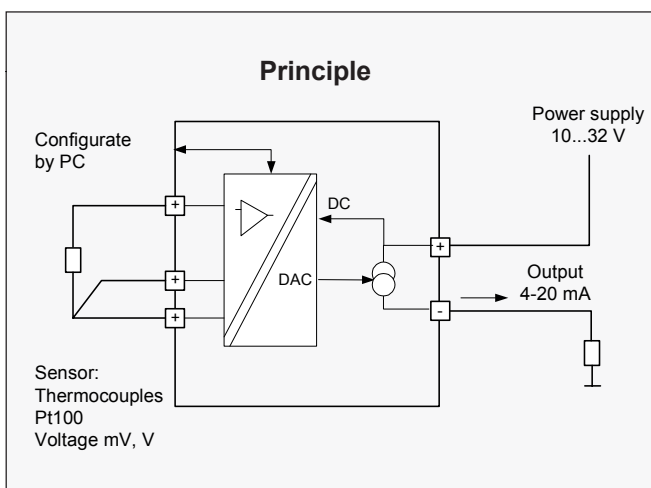 Principle
Configurate
by PC
Power supply
10...32 V
DC
DAC
+
+
+
+
-
Output
4-20 mA
Sensor:
Thermocouples
Pt100
Voltage mV, V